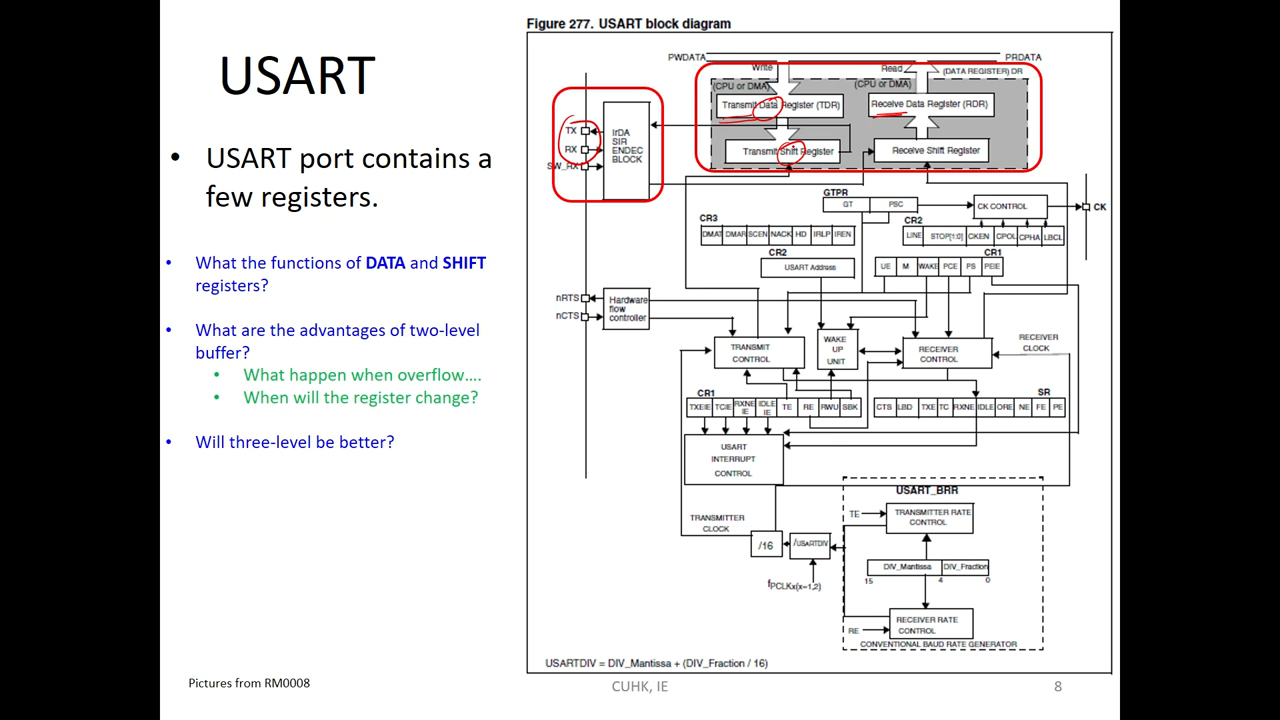 USART
• USART port contains a
few registers.
• What the functions of DATA and SHIFT
registers?
• What are the advantages of two-level
buffer?
• What happen when overflow....
• When will the register change?
• Will three-level be better?
Pictures from RM0008
Figure 277. USART block diagram
PWDATA
PRDATA
Write
Read
(DATA REGISTER) DR
(CPU or DMA)
(CPU or DMA)
Transmit Data Register (TDR)
Receive Data Register (RDR)
Transmit Shift Register
Receive Shift Register
TX
RX
SW_RX
IrDA
SIR
ENDEC
BLOCK
GTPR
GT
PSC
CK CONTROL
CK
CR3
DMAT DMAR SCEN NACK HD IRLP IREN
CR2
LINE STOP[1:0] CKEN CPOL CPHA LBCL
CR2
USART Address
CR1
UE M WAKE PCE PS PEIE
nRTS
nCTS
Hardware
flow
controller
TRANSMIT
CONTROL
WAKE
UP
UNIT
RECEIVER
CONTROL
RECEIVER
CLOCK
CR1
TXEIE TCIE RXNE IE IDLE IE TE RE RWU SBK
SR
CTS LBD TXE TC RXNE IDLE ORE NE FE PE
USART
INTERRUPT
CONTROL
USART_BRR
TRANSMITTER
CLOCK
TE
TRANSMITTER RATE
CONTROL
/16
/USARTDIV
DIV_Mantissa DIV_Fraction
15 4 0
fPCLKx(x=1,2)
RE
RECEIVER RATE
CONTROL
CONVENTIONAL BAUD RATE GENERATOR
USARTDIV = DIV_Mantissa + (DIV_Fraction / 16)
CUHK, IE
8